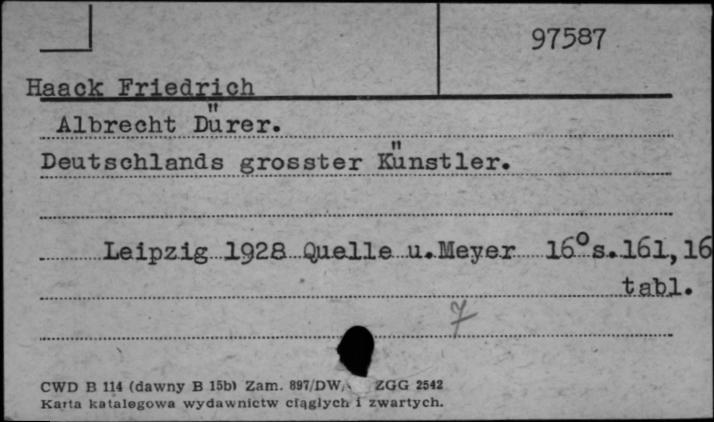 97587
Haack Friedrich
Albrecht Dürer.
Deutschlands grosster Künstler.
Leipzig 1928 Quelle u. Meyer 16° s. 161, 16
tabl.
7
CWD B 114 (dawny B 15b) Zam. 897/DW ZGG 2542
Karta katalogowa wydawnictw ciągłych i zwartych.